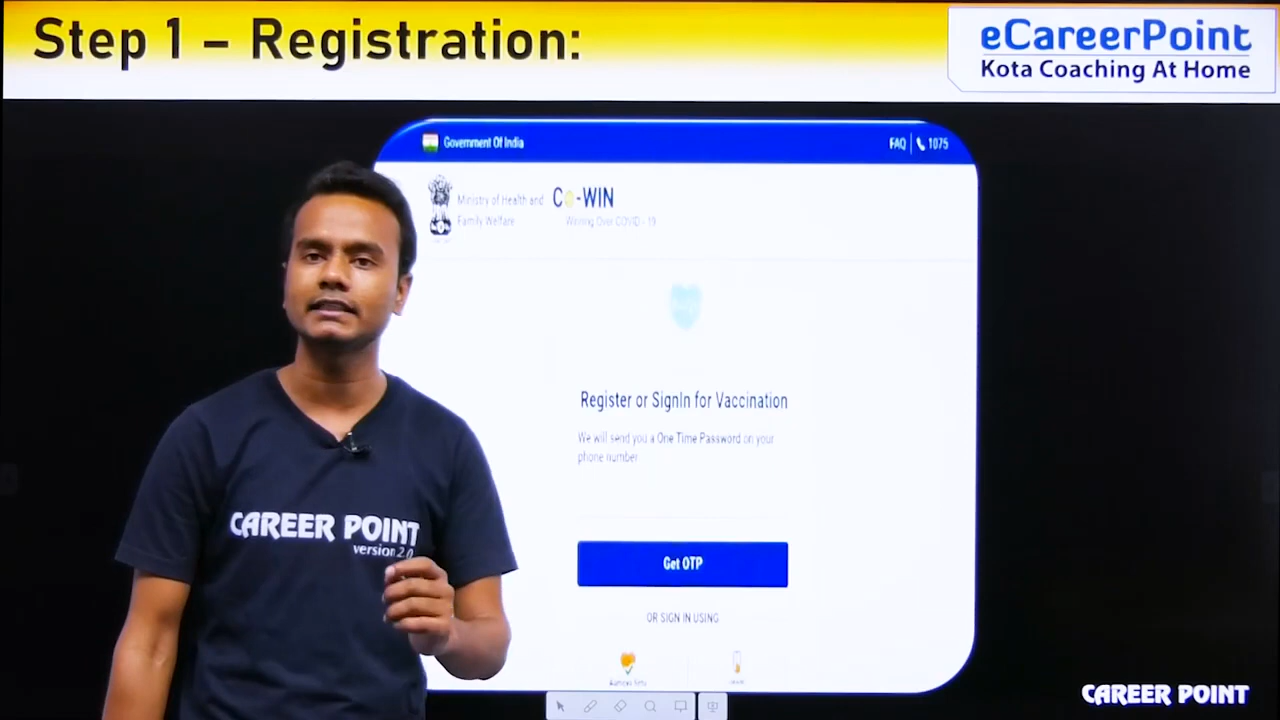 Step 1 – Registration:
eCareerPoint
Kota Coaching At Home
Government Of India
FAQ
1075
Ministry of Health and
Family Welfare
Co-WIN
Winning Over COVID - 19
Register or SignIn for Vaccination
We will send you a One Time Password on your
phone number
CAREER POINT
version 2.0
Get OTP
OR SIGN IN USING
CAREER POINT